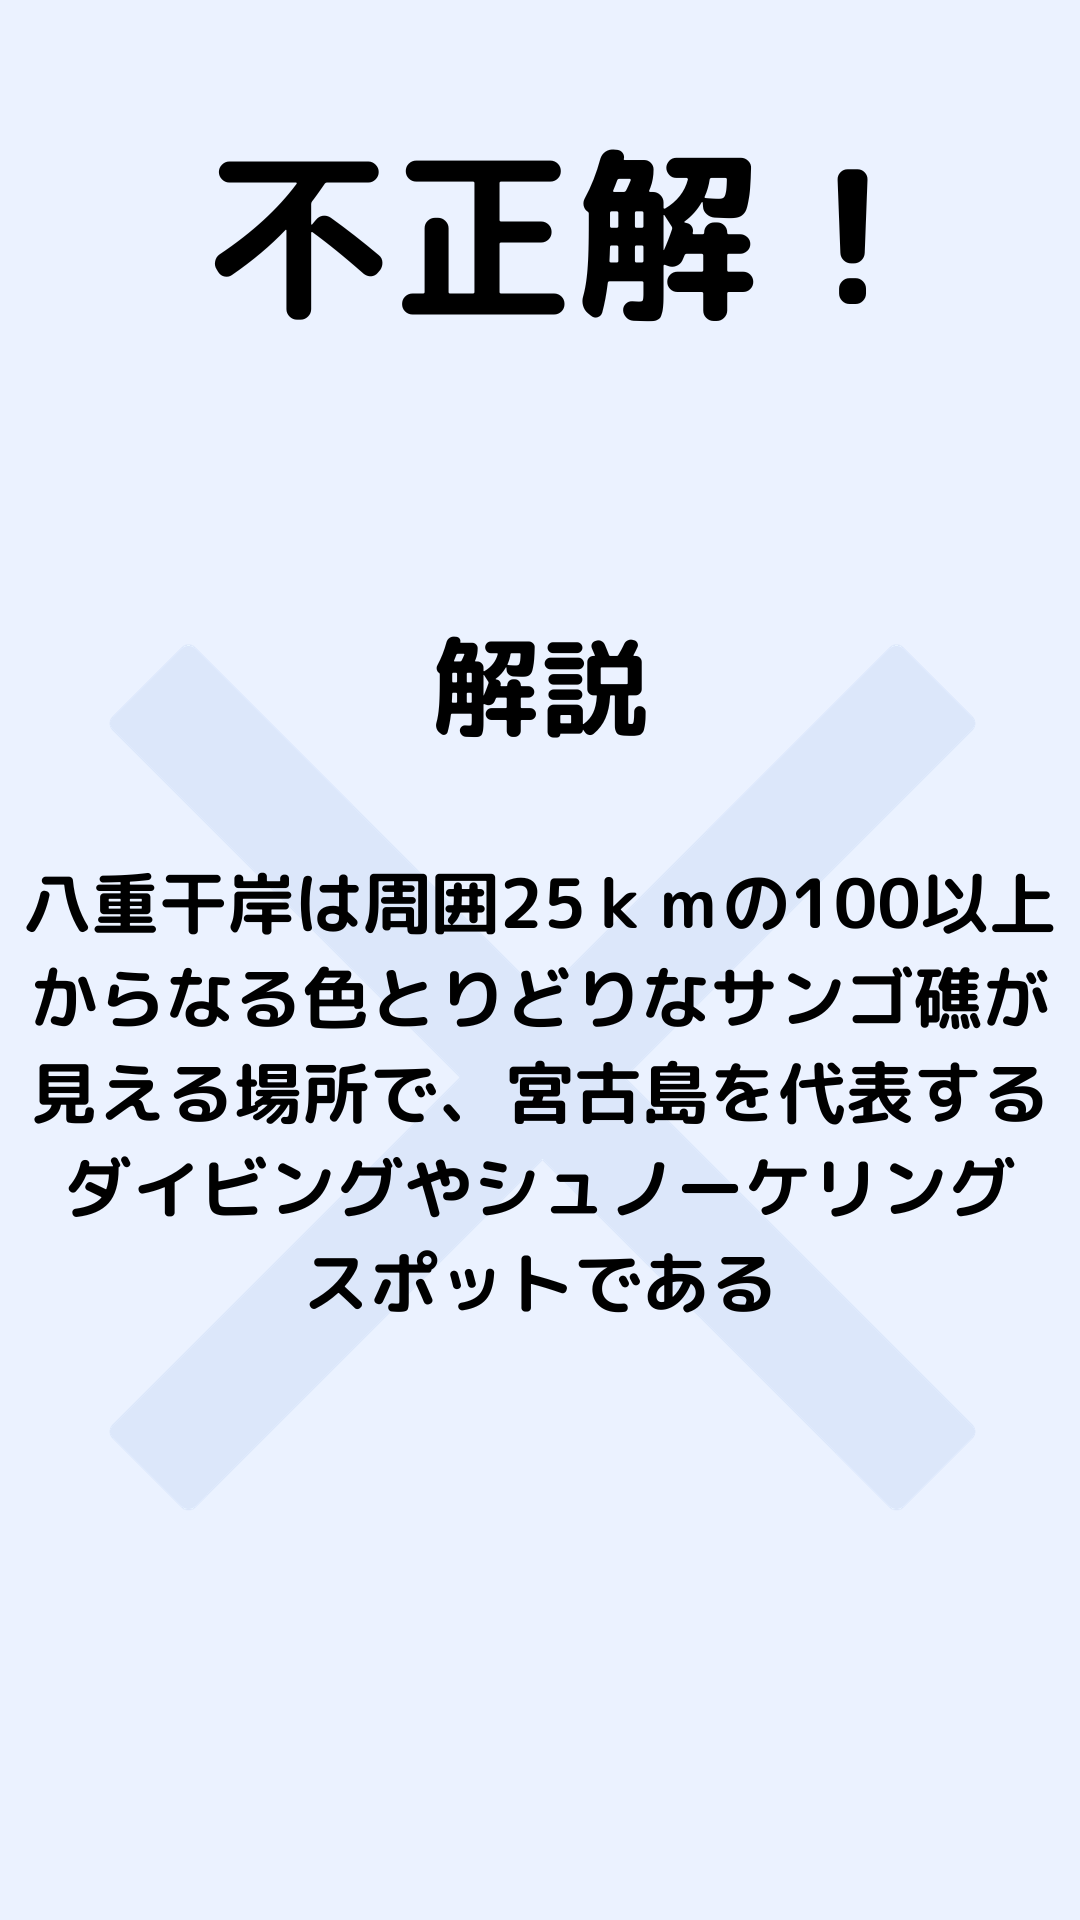 不正解！
解説
八重干岸は周囲25ｋｍの100以上
からなる色とりどりなサンゴ礁が
見える場所で、宮古島を代表する
ダイビングやシュノーケリング
スポットである